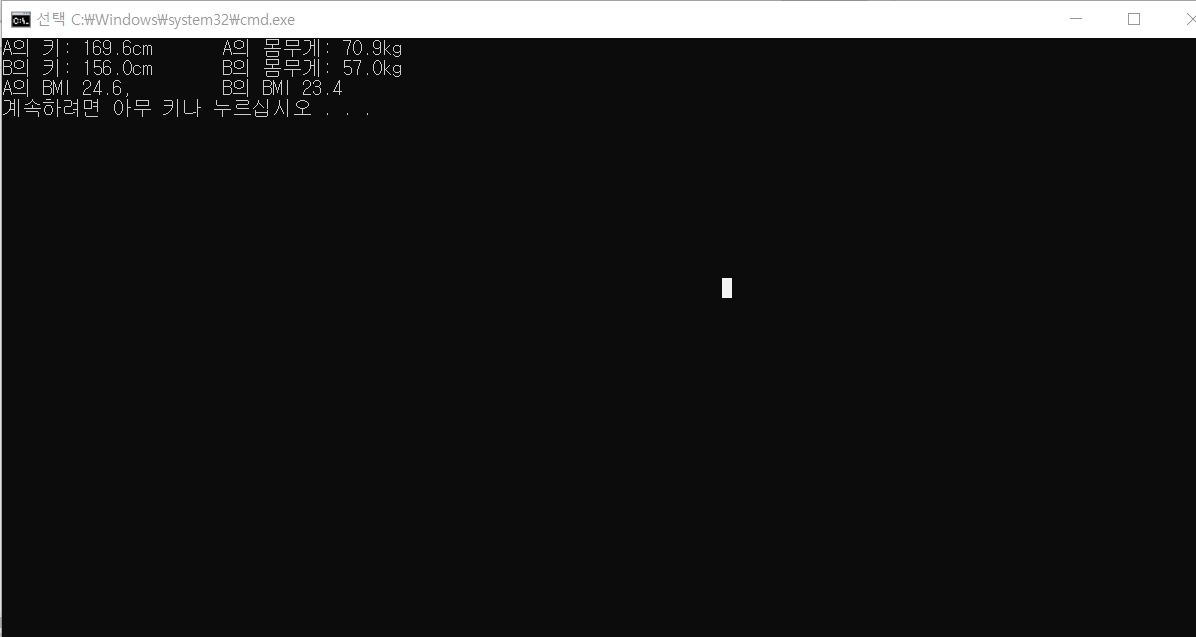 선택 C:₩Windows₩system32₩cmd.exe
A의 키: 169.6cm A의 몸무게: 70.9kg
B의 키: 156.0cm B의 몸무게: 57.0kg
A의 BMI 24.6, B의 BMI 23.4
계속하려면 아무 키나 누르십시오 . . .